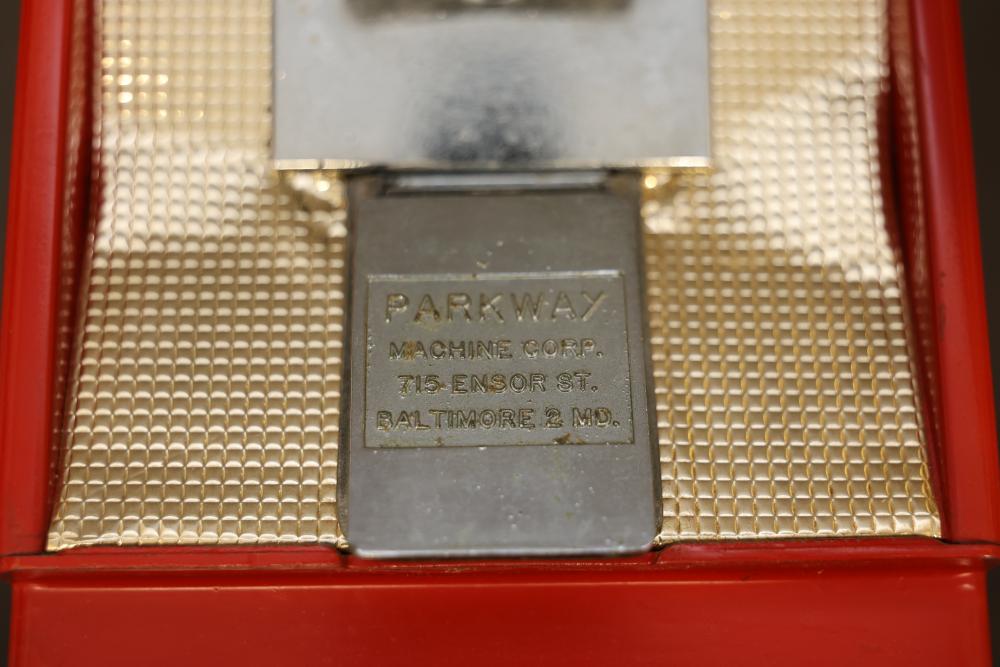 PARKWAY
MACHINE CORP.
715 ENSOR ST.
BALTIMORE 2 MD.